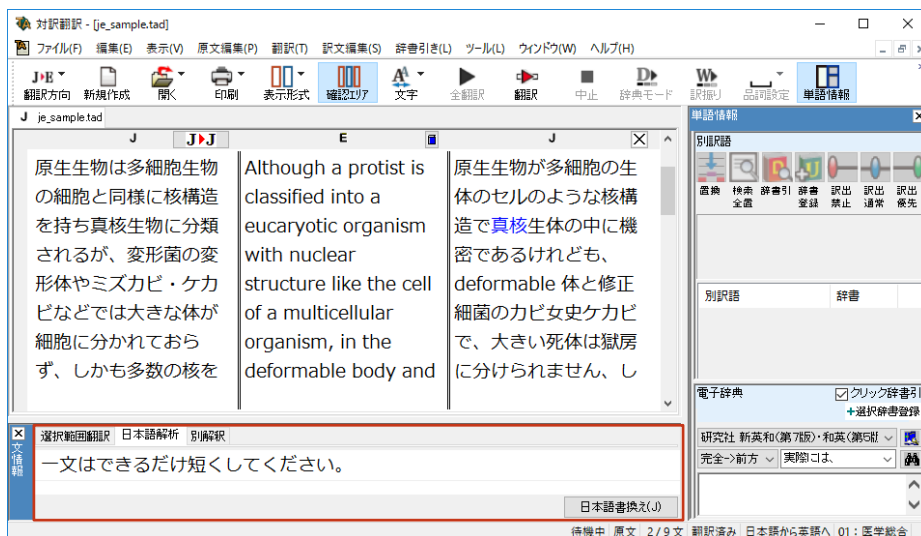 対訳翻訳 - [je_sample.tad]
ファイル(F) 編集(E) 表示(V) 原文編集(P) 翻訳(T) 訳文編集(S) 辞書引き(L) ツール(L) ウィンドウ(W) ヘルプ(H)
J▶E
翻訳方向 新規作成 開く 印刷 表示形式 確認エリア 文字 全翻訳 翻訳 中止 辞典モード 訳振り 品詞設定 単語情報
J je_sample.tad
J J▶J E J
原生生物は多細胞生物
の細胞と同様に核構造
を持ち真核生物に分類
されるが、変形菌の変
形体やミズカビ・ケカ
ビなどでは大きな体が
細胞に分かれておら
ず、しかも多数の核を
Although a protist is
classified into a
eucaryotic organism
with nuclear
structure like the cell
of a multicellular
organism, in the
deformable body and
原生生物が多細胞の生
体のセルのような核構
造で真核生体の中に機
密であるけれども、
deformable 体と修正
細菌のカビ女史ケカビ
で、大きい死体は獄房
に分けられません、し
単語情報
別訳語
置換 検索全置 辞書引 辞書登録 訳出禁止 訳出通常 訳出優先
別訳語 辞書
電子辞典 クリック辞書引
+選択辞書登録
研究社 新英和(第7版)・和英(第5版
完全->前方 実際には、
文情報
選択範囲翻訳 日本語解析 別解釈
一文はできるだけ短くしてください。
日本語書換え(J)
待機中 原文 2/9文 翻訳済み 日本語から英語へ 01：医学総合